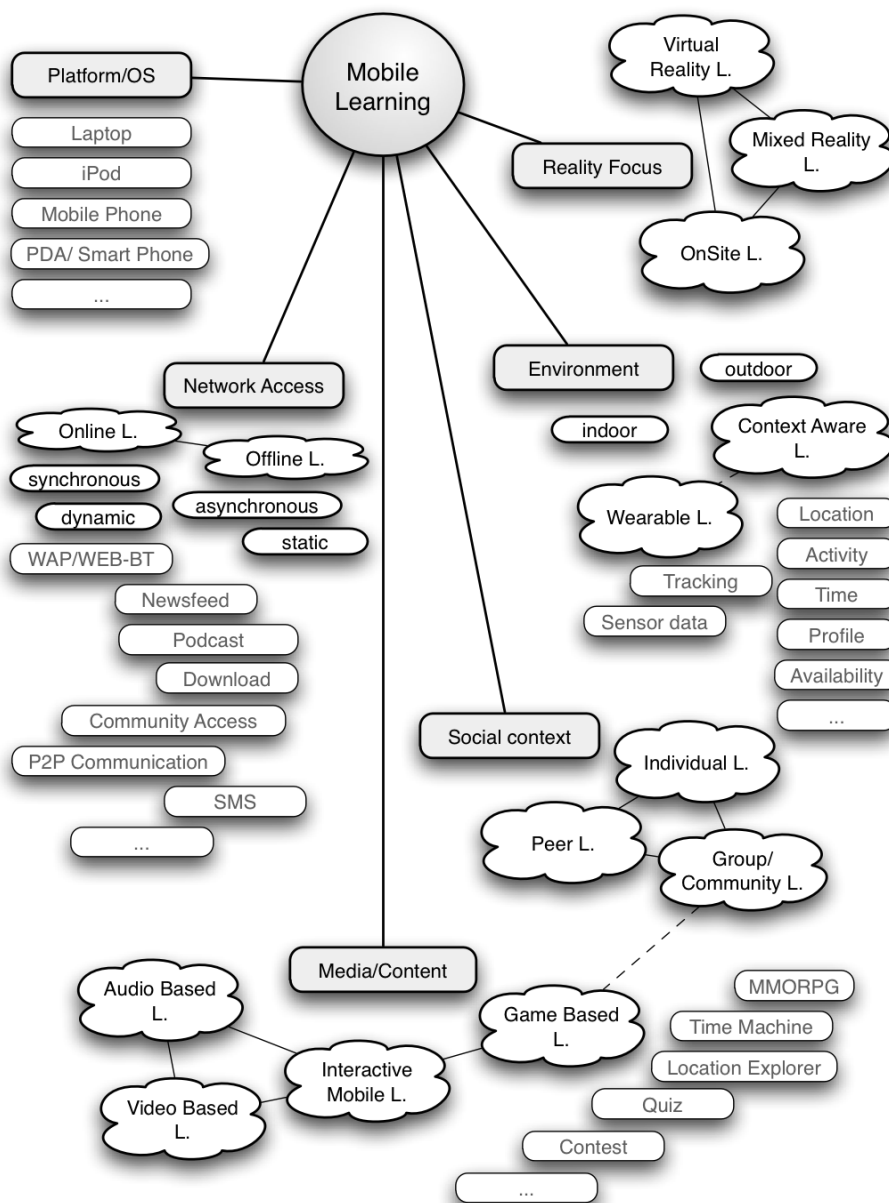 Mobile
Learning
Platform/OS
Laptop
iPod
Mobile Phone
PDA/ Smart Phone
...
Virtual
Reality L.
Mixed Reality
L.
Reality Focus
OnSite L.
Network Access
Online L.
Offline L.
synchronous
asynchronous
dynamic
static
WAP/WEB-BT
Newsfeed
Podcast
Download
Community Access
P2P Communication
SMS
...
Environment
outdoor
indoor
Context Aware
L.
Wearable L.
Tracking
Sensor data
Location
Activity
Time
Profile
Availability
...
Social context
Individual L.
Peer L.
Group/
Community L.
Media/Content
Audio Based
L.
Video Based
L.
Interactive
Mobile L.
Game Based
L.
MMORPG
Time Machine
Location Explorer
Quiz
Contest
...